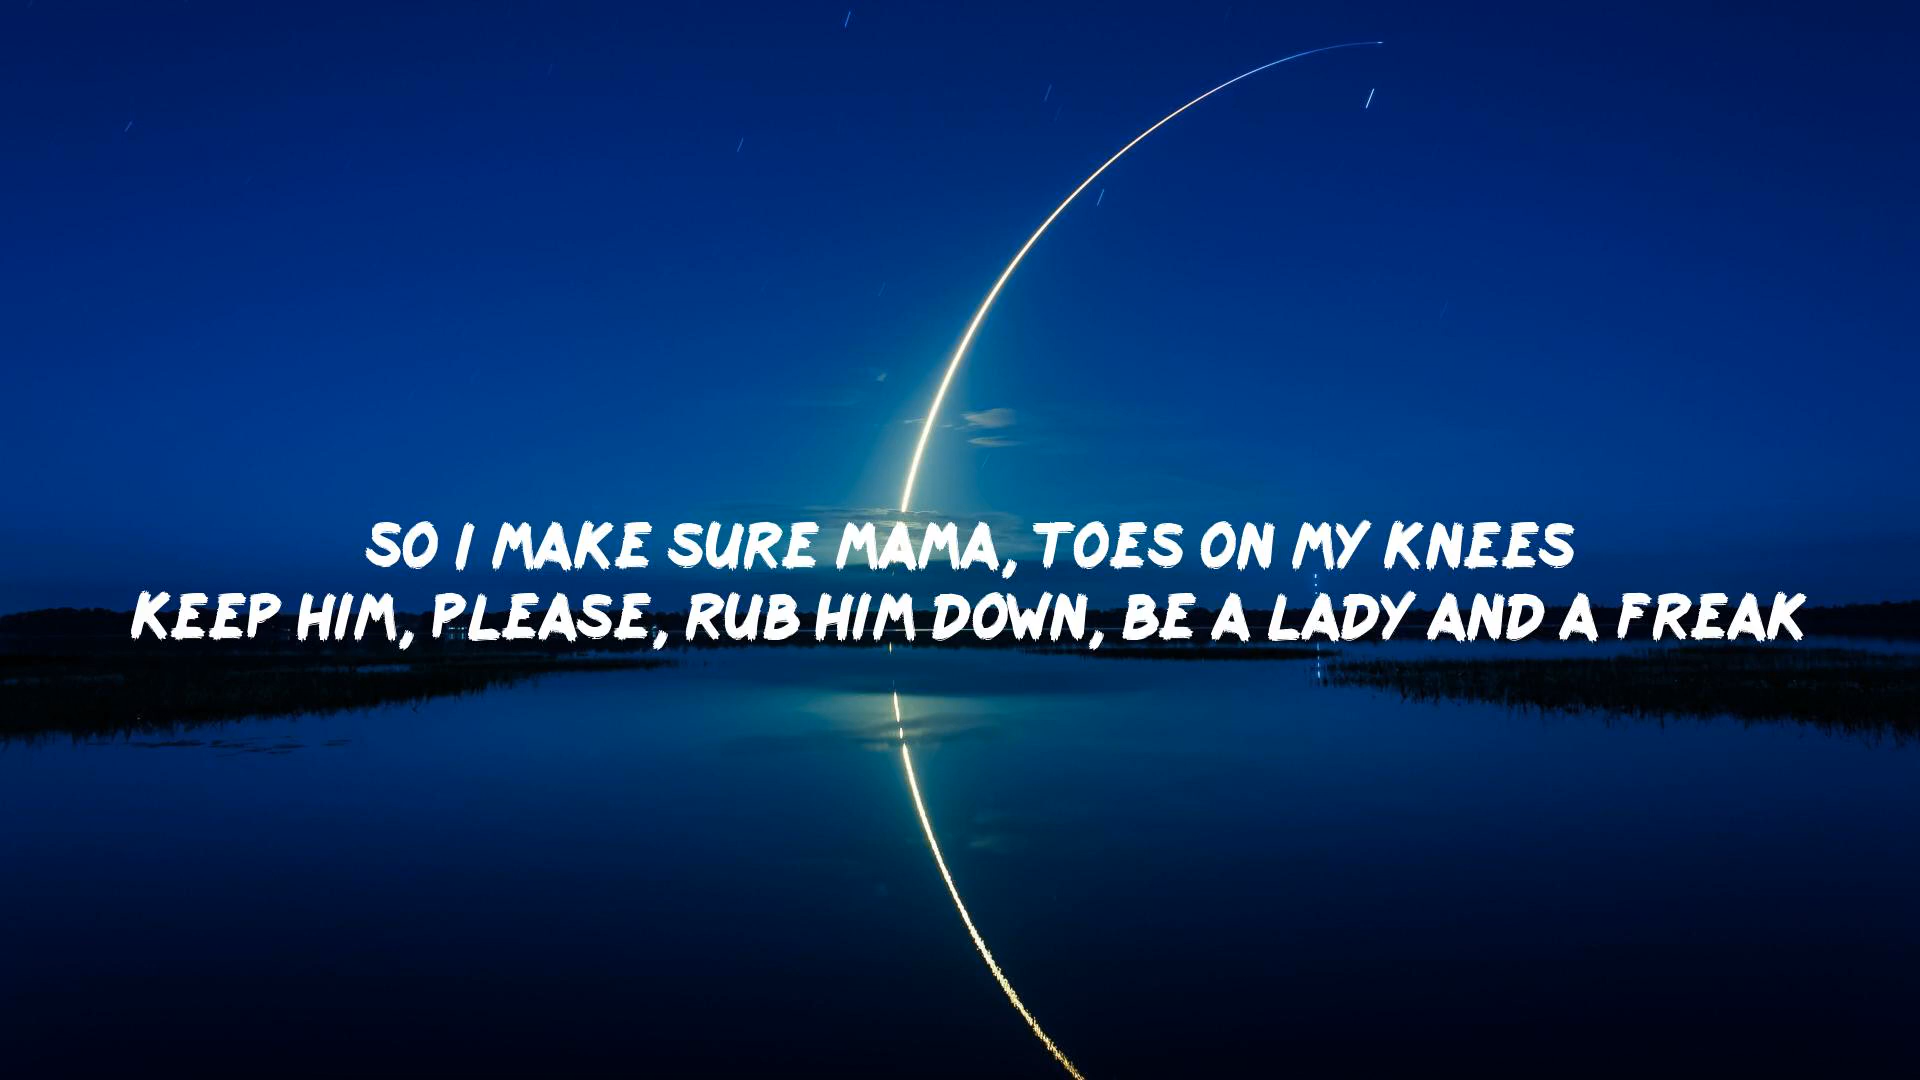 SO I MAKE SURE MAMA, TOES ON MY KNEES
KEEP HIM, PLEASE, RUB HIM DOWN, BE A LADY AND A FREAK